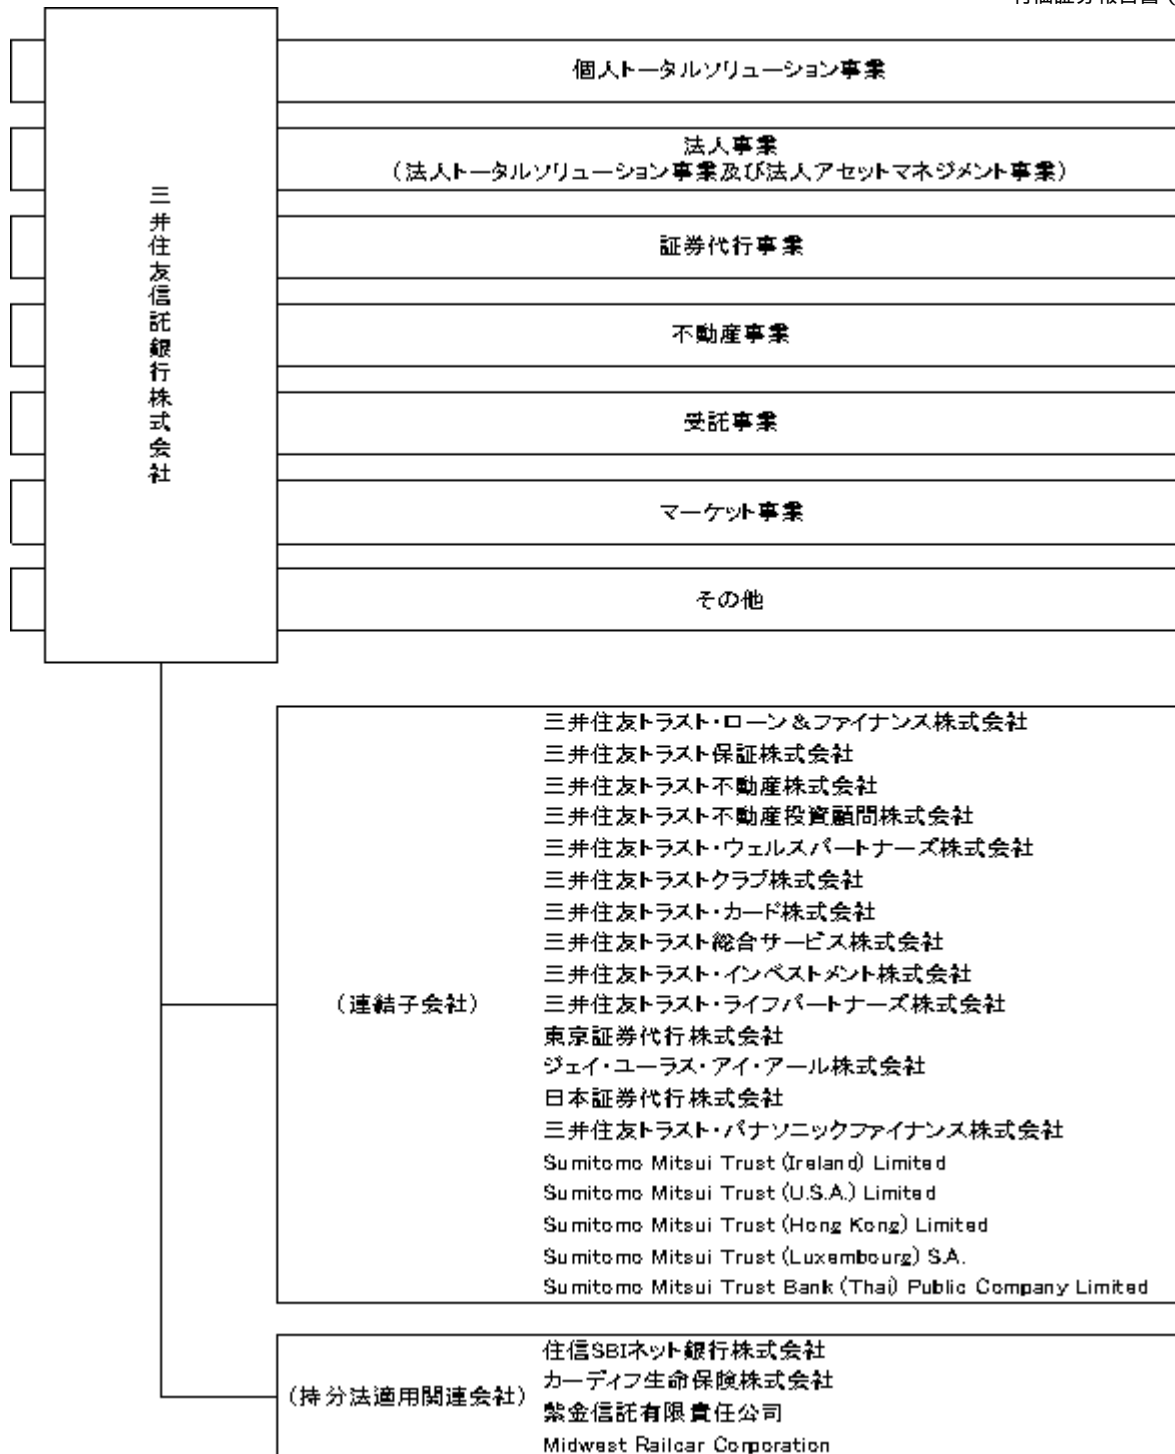 有価証券報告書(
三井住友信託銀行株式会社
個人トータルソリューション事業
法人事業
(法人トータルソリューション事業及び法人アセットマネジメント事業)
証券代行事業
不動産事業
受託事業
マーケット事業
その他
(連結子会社)
三井住友トラスト・ローン&ファイナンス株式会社
三井住友トラスト保証株式会社
三井住友トラスト不動産株式会社
三井住友トラスト不動産投資顧問株式会社
三井住友トラスト・ウェルスパートナーズ株式会社
三井住友トラストクラブ株式会社
三井住友トラスト・カード株式会社
三井住友トラスト総合サービス株式会社
三井住友トラスト・インベストメント株式会社
三井住友トラスト・ライフパートナーズ株式会社
東京証券代行株式会社
ジェイ・ユーラス・アイ・アール株式会社
日本証券代行株式会社
三井住友トラスト・パナソニックファイナンス株式会社
Sumitomo Mitsui Trust (Ireland) Limited
Sumitomo Mitsui Trust (U.S.A.) Limited
Sumitomo Mitsui Trust (Hong Kong) Limited
Sumitomo Mitsui Trust (Luxembourg) S.A.
Sumitomo Mitsui Trust Bank (Thai) Public Company Limited
(持分法適用関連会社)
住信SBIネット銀行株式会社
カーディフ生命保険株式会社
紫金信託有限責任公司
Midwest Railcar Corporation